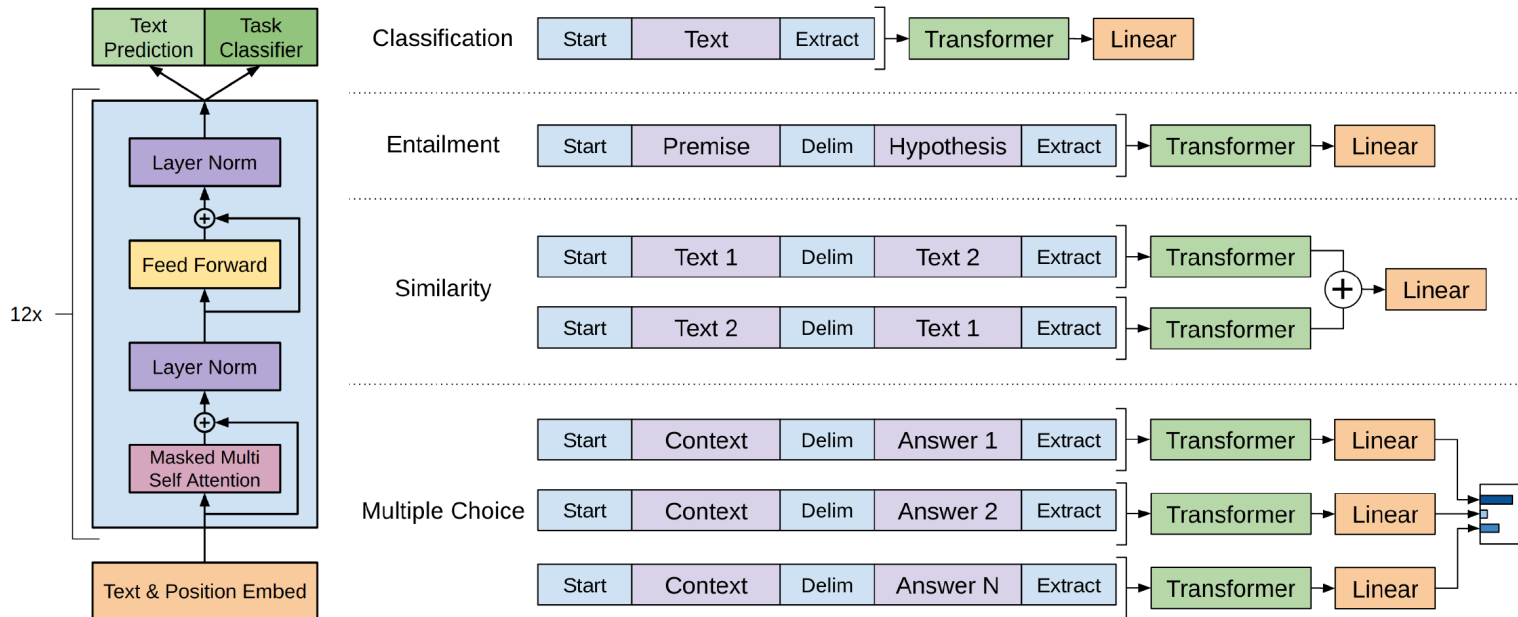 Text
Prediction
Task
Classifier
12x
Layer Norm
+
Feed Forward
Layer Norm
+
Masked Multi
Self Attention
Text & Position Embed
Classification
Start Text Extract Transformer Linear
Entailment
Start Premise Delim Hypothesis Extract Transformer Linear
Similarity
Start Text 1 Delim Text 2 Extract Transformer
+ Linear
Start Text 2 Delim Text 1 Extract Transformer
Multiple Choice
Start Context Delim Answer 1 Extract Transformer Linear
Start Context Delim Answer 2 Extract Transformer Linear
Start Context Delim Answer N Extract Transformer Linear